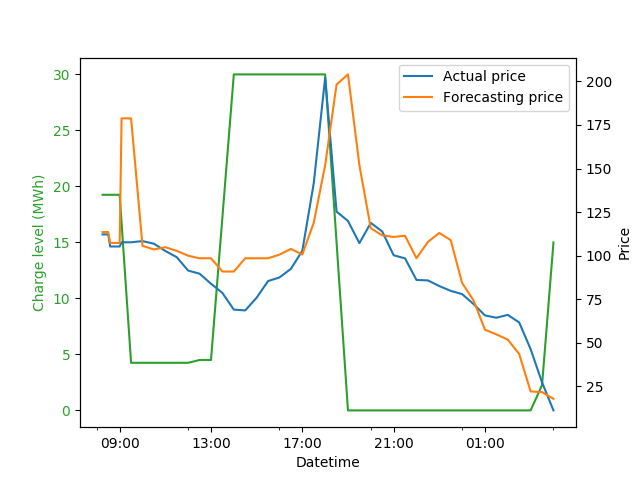 Actual price
Forecasting price
30
25
20
15
10
5
0
Charge level (MWh)
200
175
150
125
100
75
50
25
Price
09:00 13:00 17:00 21:00 01:00
Datetime